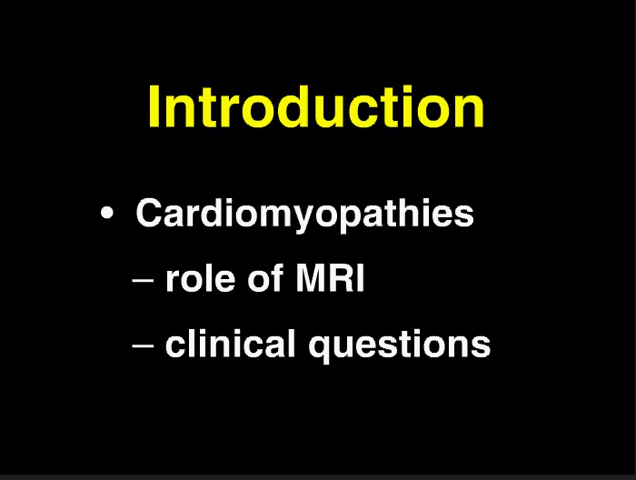 Introduction
• Cardiomyopathies
– role of MRI
– clinical questions